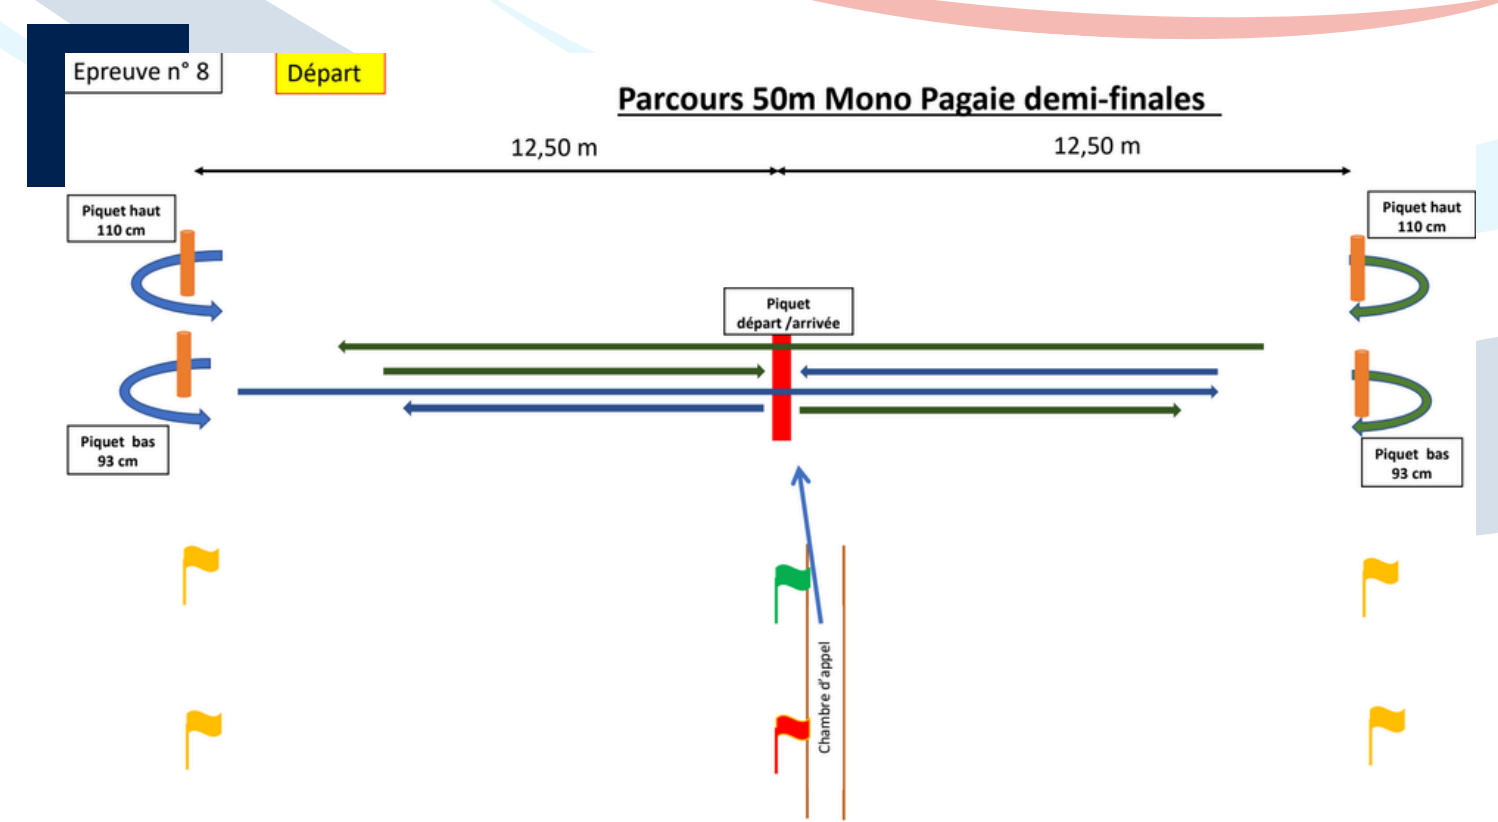 Epreuve n° 8
Départ
Parcours 50m Mono Pagaie demi-finales
12,50 m
12,50 m
Piquet haut
110 cm
Piquet haut
110 cm
Piquet
départ /arrivée
Piquet bas
93 cm
Piquet bas
93 cm
Chambre d'appel